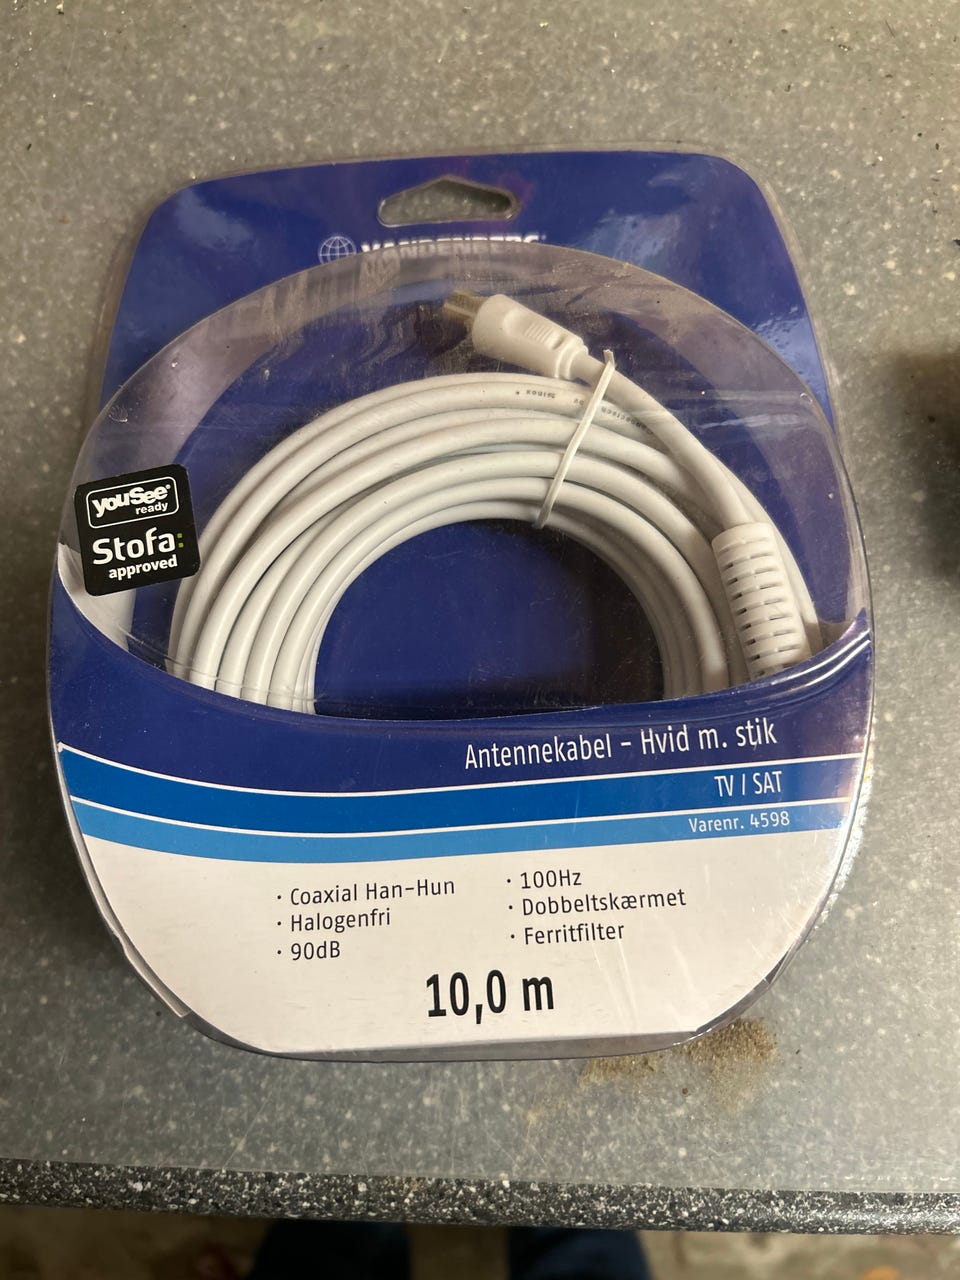 VANDENBERG
youSee
ready
Stofa:
approved
Antennekabel - Hvid m. stik
TV / SAT
Varenr. 4598
· Coaxial Han-Hun
· Halogenfri
· 90dB
· 100Hz
· Dobbeltskærmet
· Ferritfilter
10,0 m